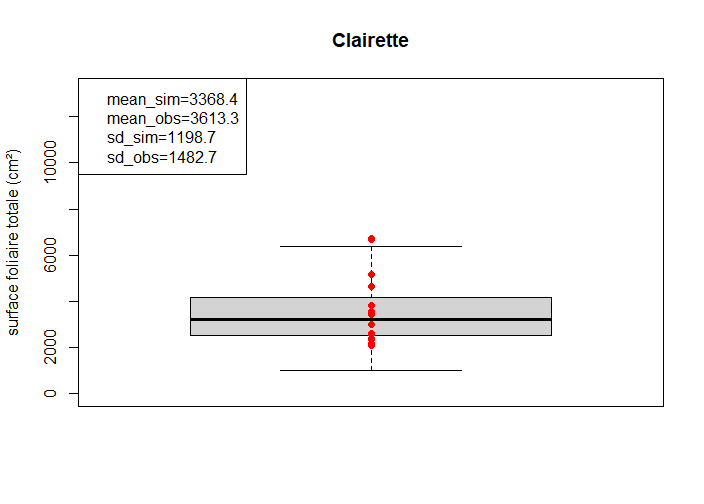 Clairette
mean_sim=3368.4
mean_obs=3613.3
sd_sim=1198.7
sd_obs=1482.7
surface foliaire totale (cm²)
10000
6000
2000
0